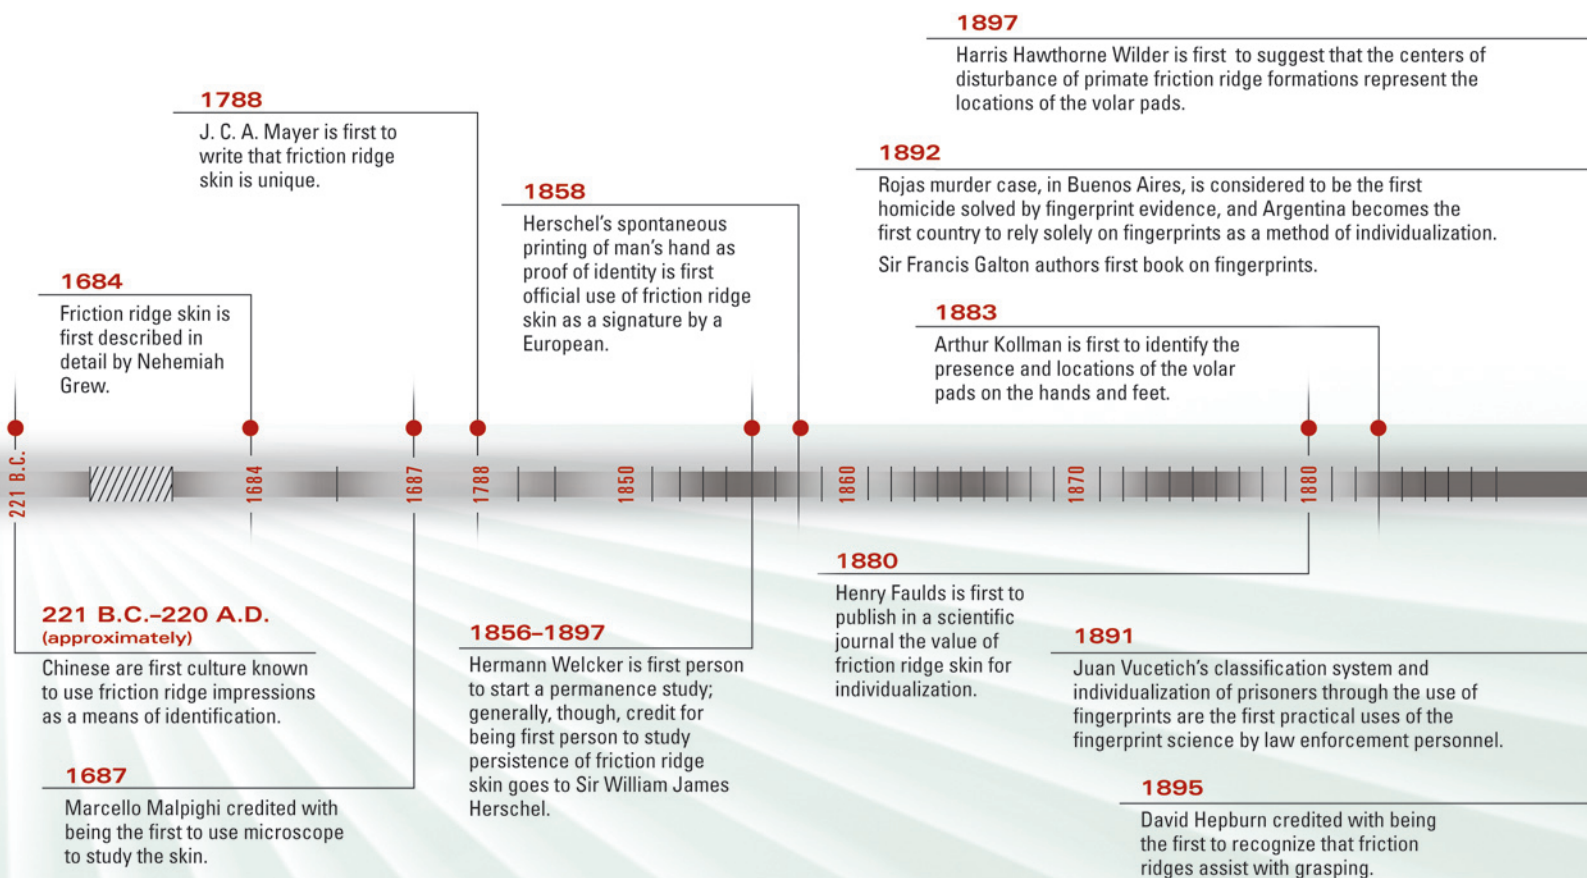 1897
Harris Hawthorne Wilder is first to suggest that the centers of
disturbance of primate friction ridge formations represent the
locations of the volar pads.
1788
J. C. A. Mayer is first to
write that friction ridge
skin is unique.
1892
Rojas murder case, in Buenos Aires, is considered to be the first
homicide solved by fingerprint evidence, and Argentina becomes the
first country to rely solely on fingerprints as a method of individualization.
Sir Francis Galton authors first book on fingerprints.
1858
Herschel’s spontaneous
printing of man’s hand as
proof of identity is first
official use of friction ridge
skin as a signature by a
European.
1684
Friction ridge skin is
first described in
detail by Nehemiah
Grew.
1883
Arthur Kollman is first to identify the
presence and locations of the volar
pads on the hands and feet.
221 B.C.
1684
1687
1788
1850
1860
1870
1880
221 B.C.–220 A.D.
(approximately)
Chinese are first culture known
to use friction ridge impressions
as a means of identification.
1687
Marcello Malpighi credited with
being the first to use microscope
to study the skin.
1856–1897
Hermann Welcker is first person
to start a permanence study;
generally, though, credit for
being first person to study
persistence of friction ridge
skin goes to Sir William James
Herschel.
1880
Henry Faulds is first to
publish in a scientific
journal the value of
friction ridge skin for
individualization.
1891
Juan Vucetich’s classification system and
individualization of prisoners through the use of
fingerprints are the first practical uses of the
fingerprint science by law enforcement personnel.
1895
David Hepburn credited with being
the first to recognize that friction
ridges assist with grasping.